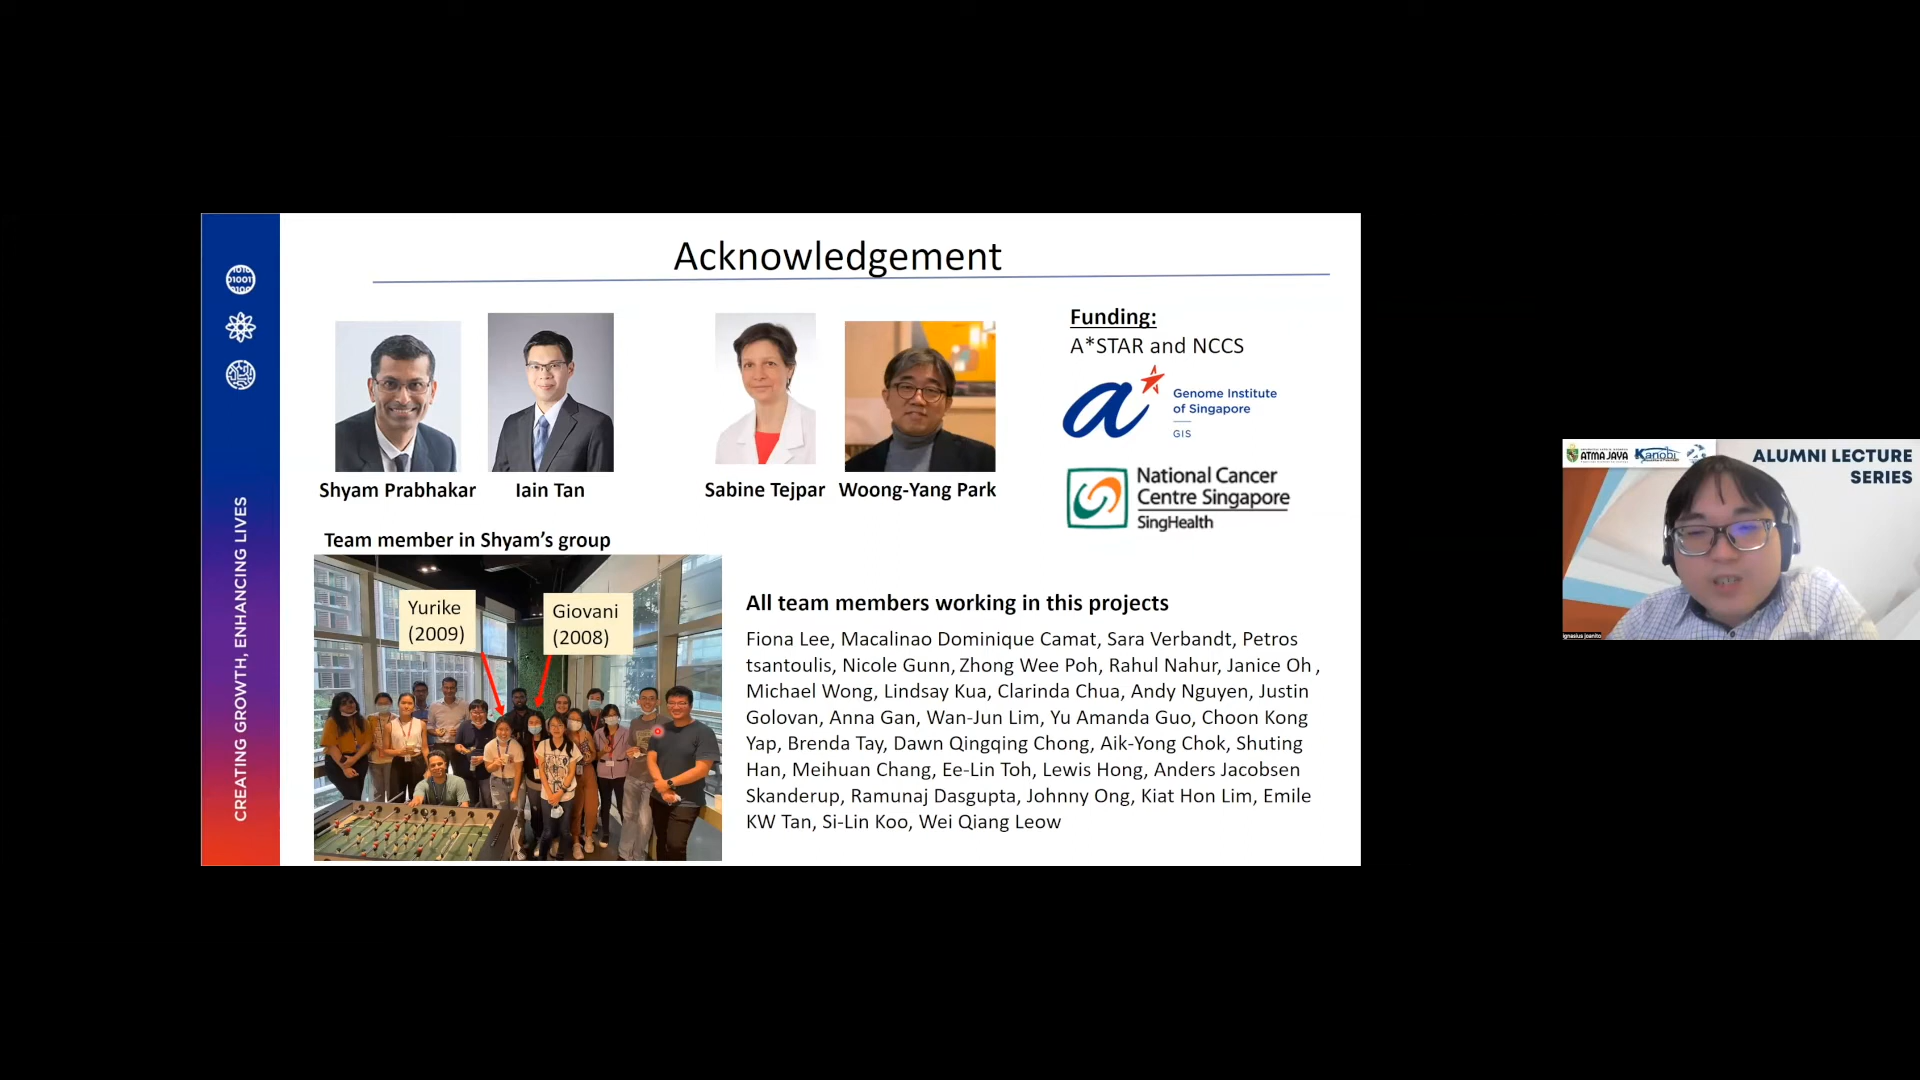 Acknowledgement
Shyam Prabhakar
Iain Tan
Sabine Tejpar
Woong-Yang Park
Funding:
A*STAR and NCCS
Genome Institute
of Singapore
GIS
National Cancer
Centre Singapore
SingHealth
Team member in Shyam's group
Yurike
(2009)
Giovani
(2008)
All team members working in this projects
Fiona Lee, Macalinao Dominique Camat, Sara Verbandt, Petros
tsantoulis, Nicole Gunn, Zhong Wee Poh, Rahul Nahur, Janice Oh ,
Michael Wong, Lindsay Kua, Clarinda Chua, Andy Nguyen, Justin
Golovan, Anna Gan, Wan-Jun Lim, Yu Amanda Guo, Choon Kong
Yap, Brenda Tay, Dawn Qingqing Chong, Aik-Yong Chok, Shuting
Han, Meihuan Chang, Ee-Lin Toh, Lewis Hong, Anders Jacobsen
Skanderup, Ramunaj Dasgupta, Johnny Ong, Kiat Hon Lim, Emile
KW Tan, Si-Lin Koo, Wei Qiang Leow
CREATING GROWTH, ENHANCING LIVES
ATMA JAYA
Kanobi
ALUMNI LECTURE
SERIES
ignasius joanito